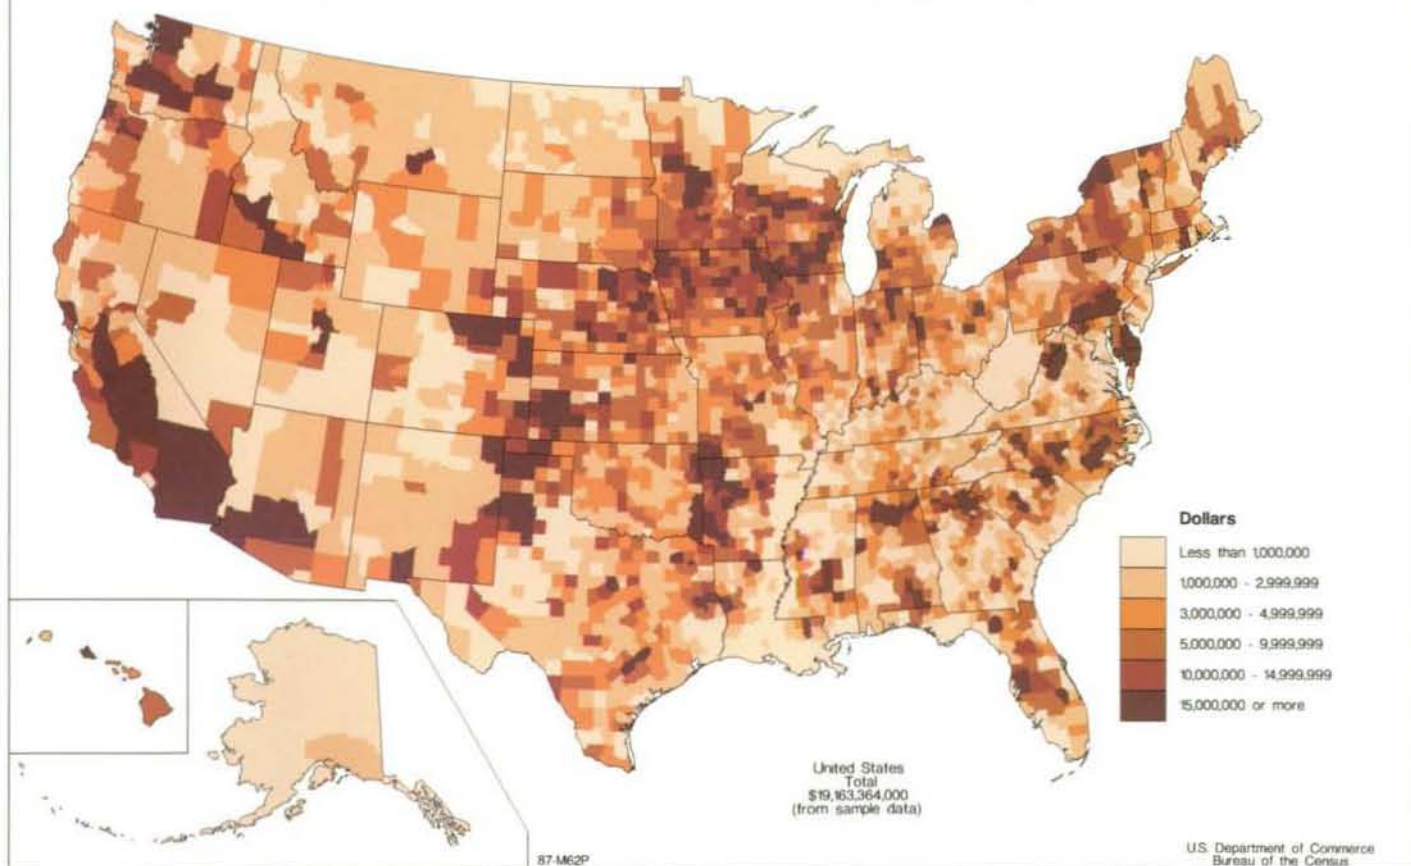 Dollars
Less than 1,000,000
1,000,000 - 2,999,999
3,000,000 - 4,999,999
5,000,000 - 9,999,999
10,000,000 - 14,999,999
15,000,000 or more
United States
Total
$19,163,364,000
(from sample data)
87-M62P
U.S. Department of Commerce
Bureau of the Census